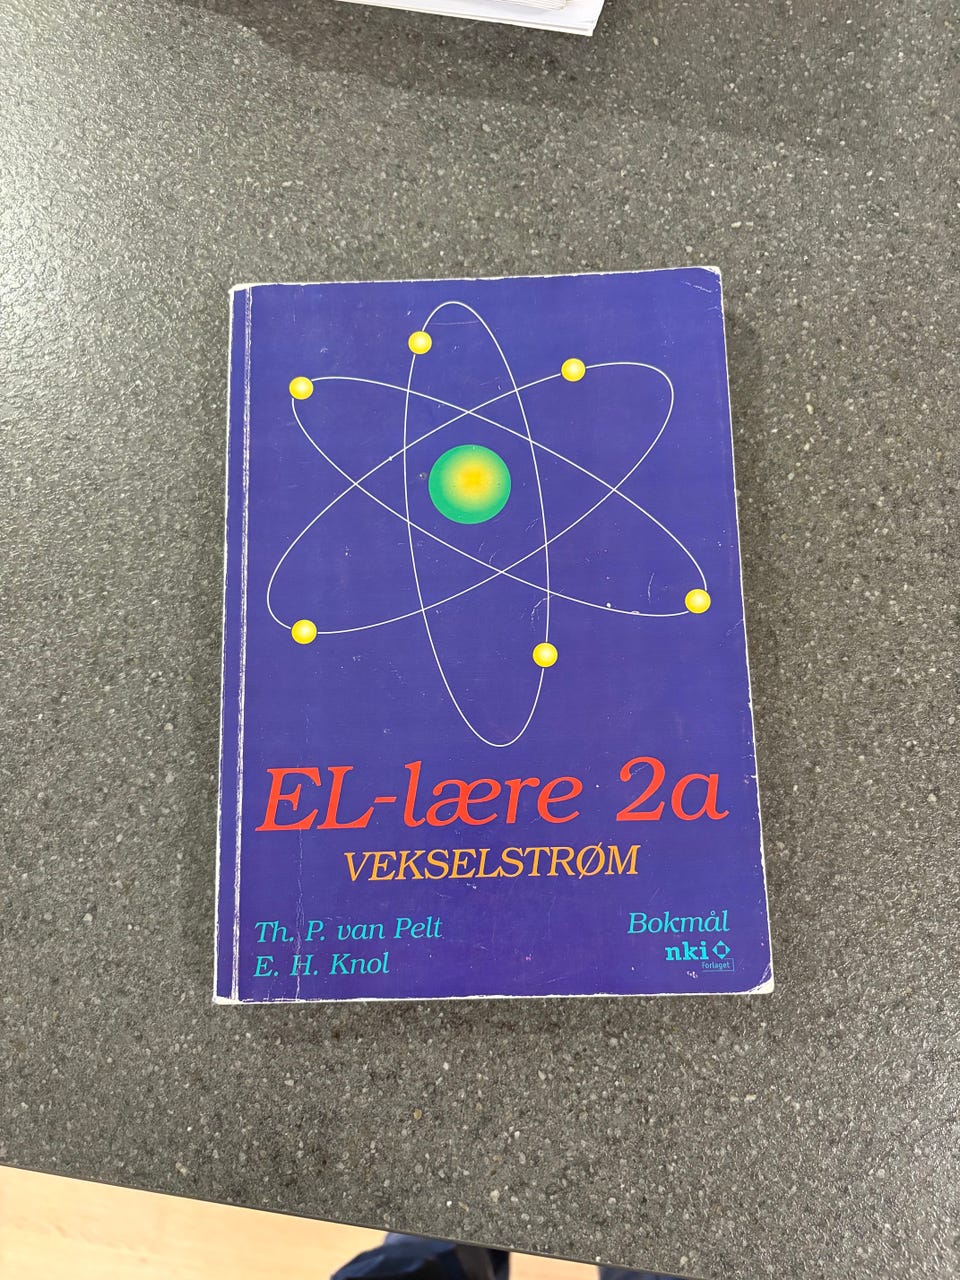 EL-lære 2a
VEKSELSTRØM
Th. P. van Pelt
E. H. Knol
Bokmål
nki
Forlaget